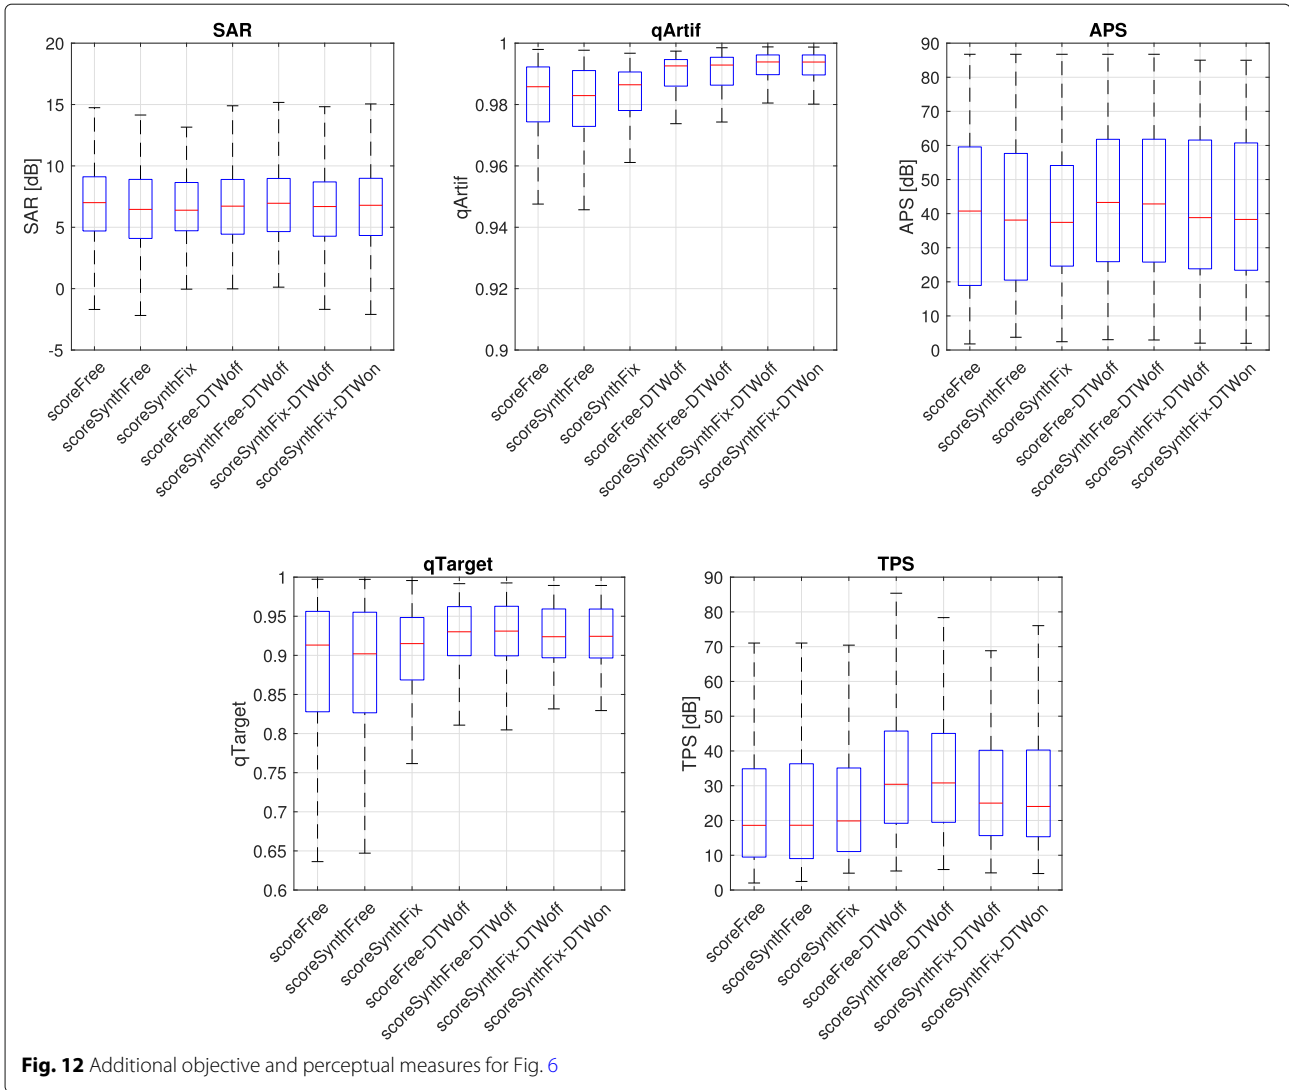 SAR
20
15
10
5
0
-5
SAR [dB]
scoreFree
scoreSynthFree
scoreSynthFix
scoreFree-DTWoff
scoreSynthFree-DTWoff
scoreSynthFix-DTWoff
scoreSynthFix-DTWon
qArtif
1
0.98
0.96
0.94
0.92
0.9
qArtif
scoreFree
scoreSynthFree
scoreSynthFix
scoreFree-DTWoff
scoreSynthFree-DTWoff
scoreSynthFix-DTWoff
scoreSynthFix-DTWon
APS
90
80
70
60
50
40
30
20
10
0
APS [dB]
scoreFree
scoreSynthFree
scoreSynthFix
scoreFree-DTWoff
scoreSynthFree-DTWoff
scoreSynthFix-DTWoff
scoreSynthFix-DTWon
qTarget
1
0.95
0.9
0.85
0.8
0.75
0.7
0.65
0.6
qTarget
scoreFree
scoreSynthFree
scoreSynthFix
scoreFree-DTWoff
scoreSynthFree-DTWoff
scoreSynthFix-DTWoff
scoreSynthFix-DTWon
TPS
90
80
70
60
50
40
30
20
10
0
TPS [dB]
scoreFree
scoreSynthFree
scoreSynthFix
scoreFree-DTWoff
scoreSynthFree-DTWoff
scoreSynthFix-DTWoff
scoreSynthFix-DTWon
Fig. 12 Additional objective and perceptual measures for Fig. 6